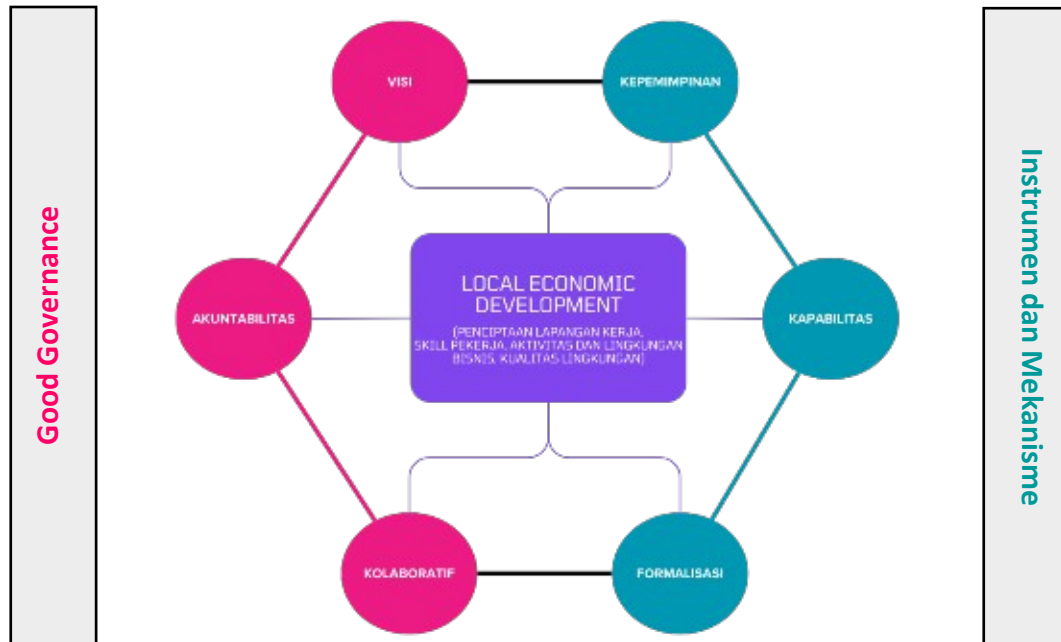 Good Governance
VISI
KEPEMIMPINAN
AKUNTABILITAS
LOCAL ECONOMIC
DEVELOPMENT
(PENCIPTAAN LAPANGAN KERJA,
SKILL PEKERJA, AKTIVITAS DAN LINGKUNGAN
BISNIS, KUALITAS LINGKUNGAN)
KAPABILITAS
KOLABORATIF
FORMALISASI
Instrumen dan Mekanisme